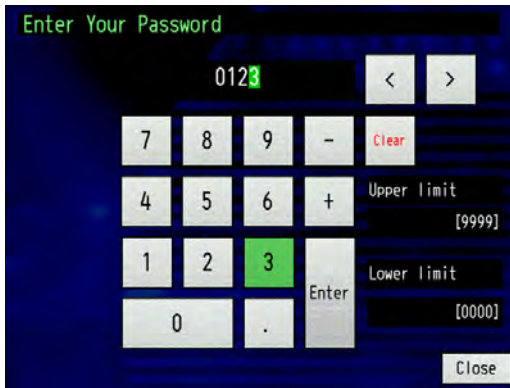 Enter Your Password
0123 < >
7 8 9 - Clear
4 5 6 + Upper limit
[9999]
1 2 3 Enter Lower limit
0 . [0000]
Close